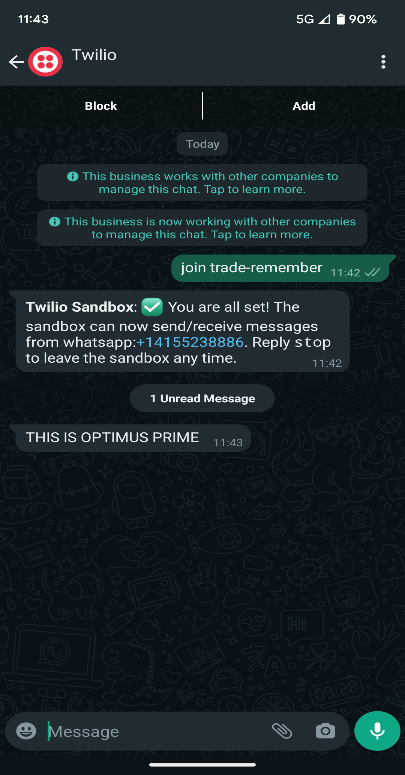 11:43 5G 90%
Twilio
Block Add
Today
This business works with other companies to
manage this chat. Tap to learn more.
This business is now working with other companies
to manage this chat. Tap to learn more.
join trade-remember 11:42
Twilio Sandbox: ✅ You are all set! The
sandbox can now send/receive messages
from whatsapp:+14155238886. Reply stop
to leave the sandbox any time. 11:42
1 Unread Message
THIS IS OPTIMUS PRIME 11:43
Hi
09:28
Message